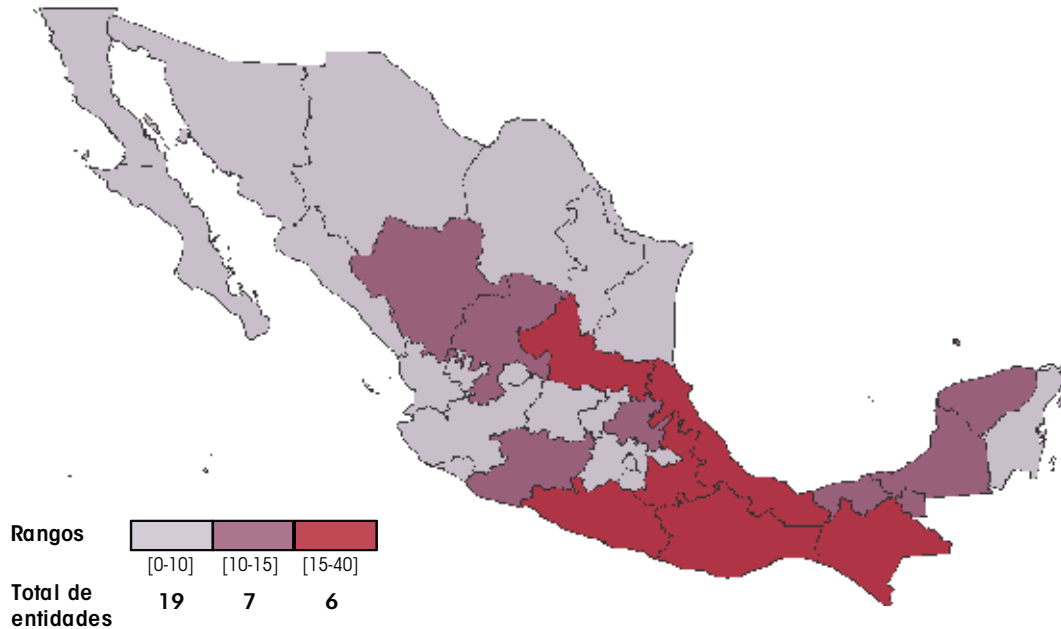 Rangos
[0-10] [10-15] [15-40]
Total de
entidades
19 7 6